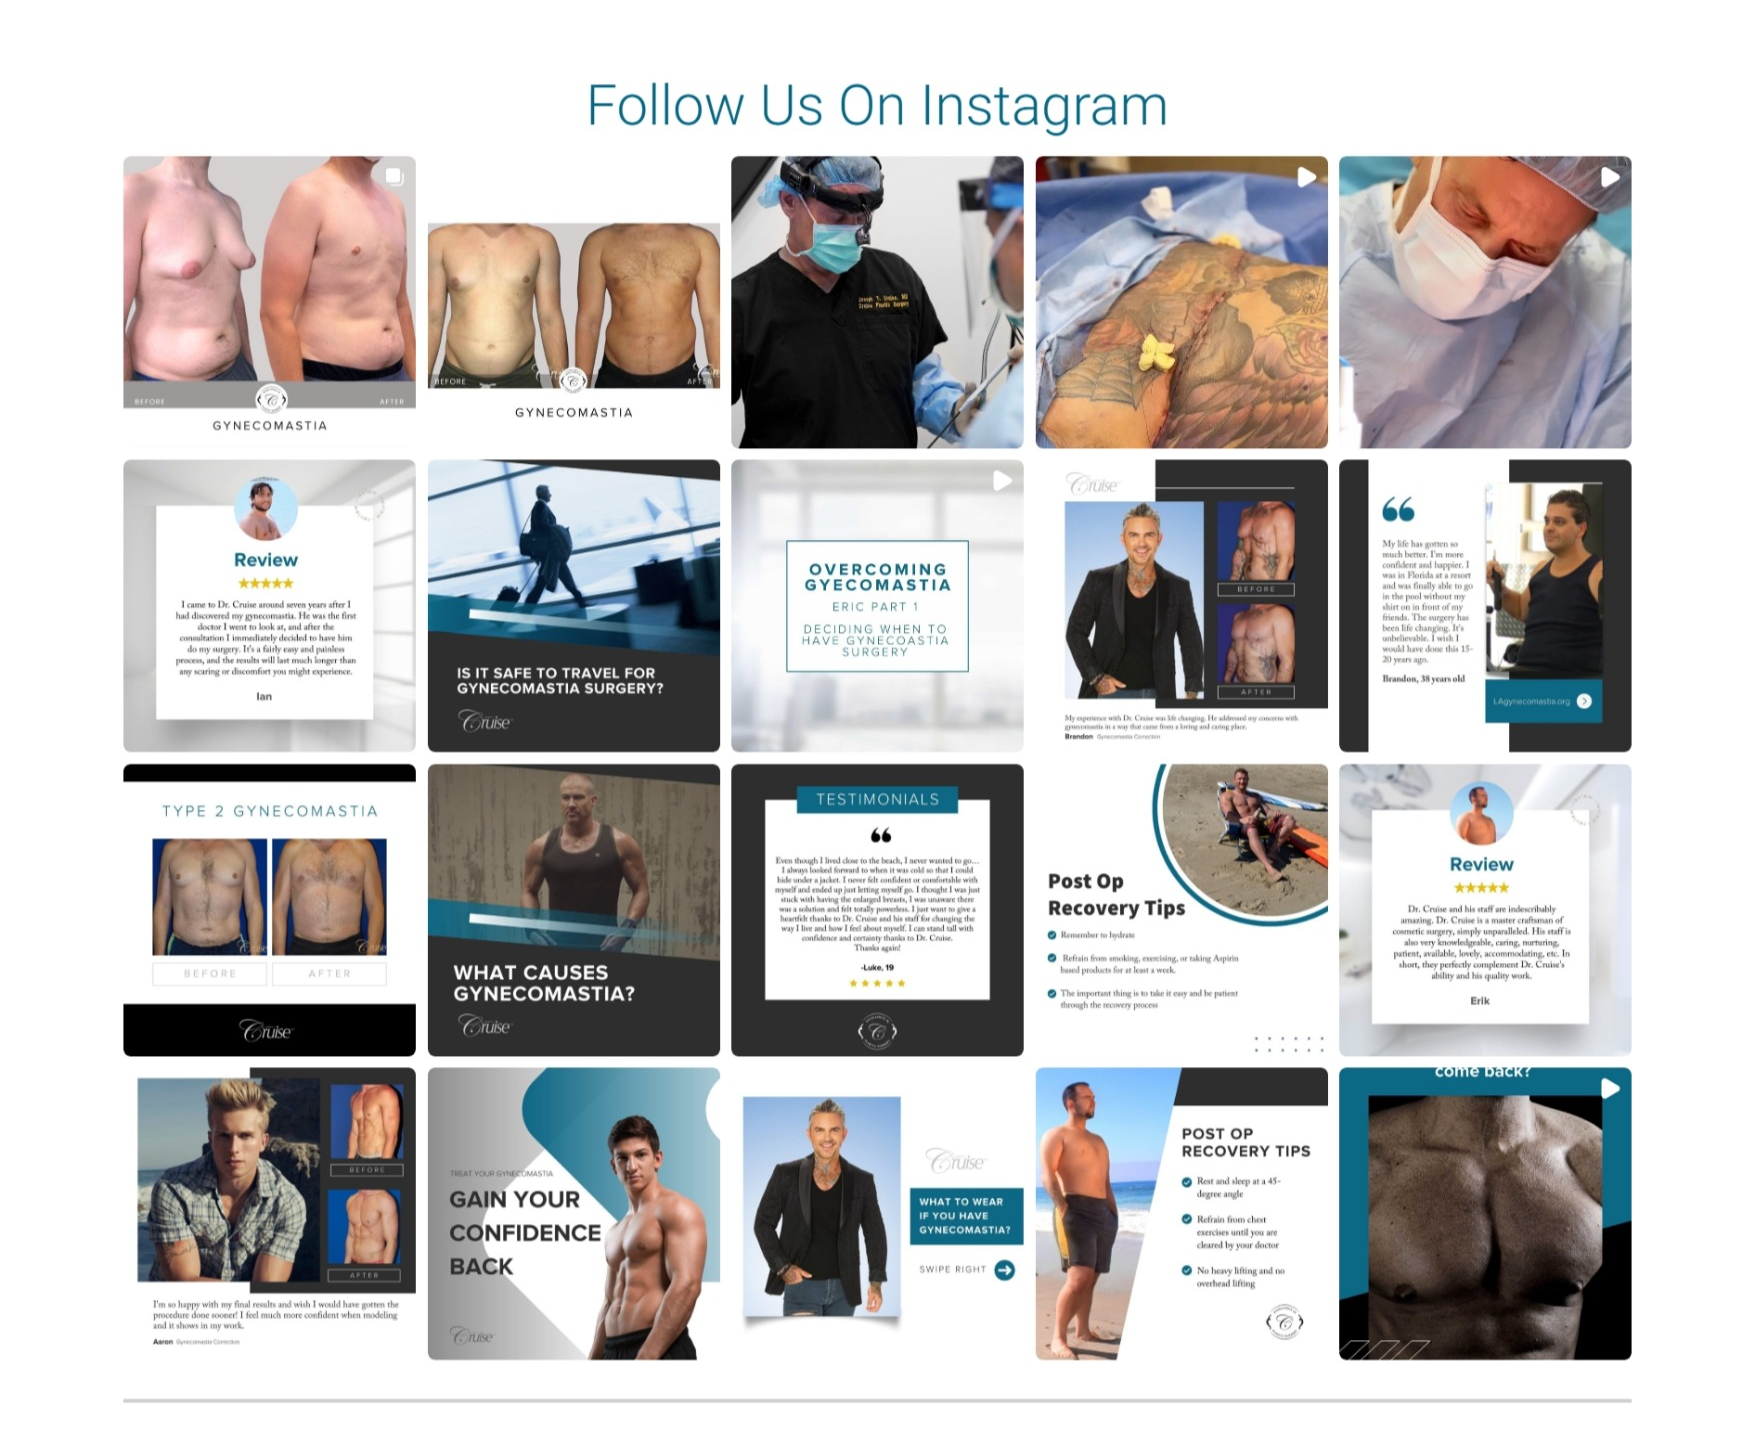 Follow Us On Instagram
BEFORE
AFTER
GYNECOMASTIA
BEFORE
AFTER
GYNECOMASTIA
Joseph T. Cruise, MD
Cruise Plastic Surgery
Review
I came to Dr. Cruise around seven years after I
had discovered my gynecomastia. He was the first
doctor I went to look at, and after the
consultation I immediately decided to have him
do my surgery. It's a fairly easy and painless
process, and the results will last much longer than
any scaring or discomfort you might experience.
Ian
IS IT SAFE TO TRAVEL FOR
GYNECOMASTIA SURGERY?
Cruise
OVERCOMING
GYECOMASTIA
ERIC PART 1
DECIDING WHEN TO
HAVE GYNECOASTIA
SURGERY
Cruise
BEFORE
AFTER
My experience with Dr. Cruise was life changing. He addressed my concerns with
gynecomastia in a way that came from a loving and caring place.
Brandon Gynecomastia Correction
My life has gotten so
much better. I'm more
confident and happier. I
was in Florida at a resort
and was finally able to go
in the pool without my
shirt on in front of my
friends. The surgery has
been life changing. It's
unbelievable. I wish I
would have done this 15-
20 years ago.
Brandon, 38 years old
LAgynecomastia.org
TYPE 2 GYNECOMASTIA
Cruise
Cruise
BEFORE
AFTER
Cruise
WHAT CAUSES
GYNECOMASTIA?
Cruise
TESTIMONIALS
Even though I lived close to the beach, I never wanted to go...
I always looked forward to when it was cold so that I could
hide under a jacket. I never felt confident or comfortable with
myself and ended up just letting myself go. I thought I was just
stuck with having the enlarged breasts, I was unaware there
was a solution and felt totally powerless. I just want to give a
heartfelt thanks to Dr. Cruise and his staff for changing the
way I live and how I feel about myself. I can stand tall with
confidence and certainty thanks to Dr. Cruise.
Thanks again!
-Luke, 19
Post Op
Recovery Tips
Remember to hydrate
Refrain from smoking, exercising, or taking Aspirin
based products for at least a week.
The important thing is to take it easy and be patient
through the recovery process
Review
Dr. Cruise and his staff are indescribably
amazing. Dr. Cruise is a master craftsman of
cosmetic surgery, simply unparalleled. His staff is
also very knowledgeable, caring, nurturing,
patient, available, lovely, accommodating, etc. In
short, they perfectly complement Dr. Cruise's
ability and his quality work.
Erik
BEFORE
AFTER
I'm so happy with my final results and wish I would have gotten the
procedure done sooner! I feel much more confident when modeling
and it shows in my work.
Aaron Gynecomastia Correction
TREAT YOUR GYNECOMASTIA
GAIN YOUR
CONFIDENCE
BACK
Cruise
Cruise
WHAT TO WEAR
IF YOU HAVE
GYNECOMASTIA?
SWIPE RIGHT
POST OP
RECOVERY TIPS
Rest and sleep at a 45-
degree angle
Refrain from chest
exercises until you are
cleared by your doctor
No heavy lifting and no
overhead lifting
come back?